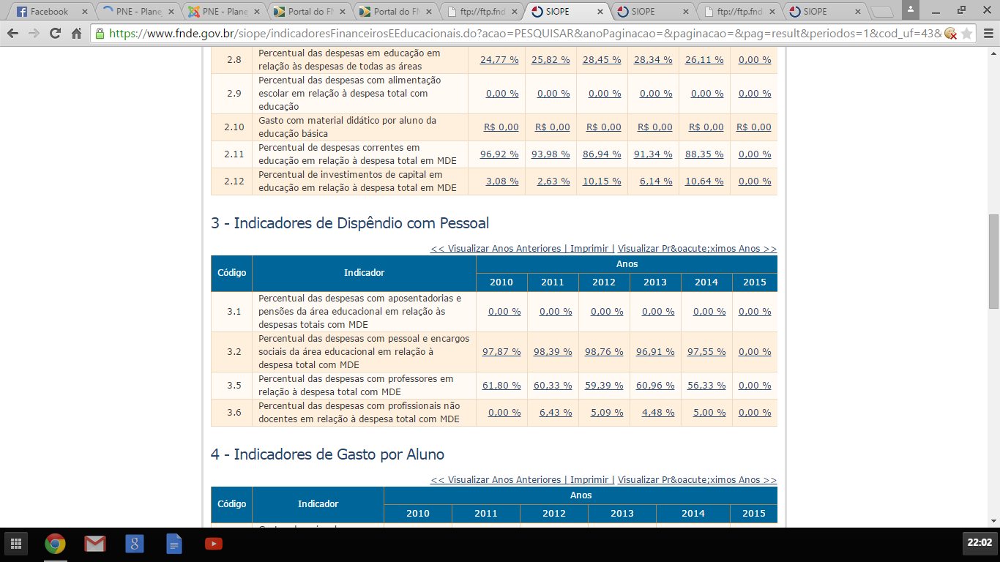 Facebook
PNE - Plane
PNE - Plane
Portal do FN
Portal do FN
ftp://ftp.fnd
SIOPE
SIOPE
ftp://ftp.fnd
SIOPE
https://www.fnde.gov.br/siope/indicadoresFinanceirosEEducacionais.do?acao=PESQUISAR&anoPaginacao=&paginacao=&pag=result&periodos=1&cod_uf=43&
2.8 Percentual das despesas em educação em 24,77 % 25,82 % 28,45 % 28,34 % 26,11 % 0,00 %
relação às despesas de todas as áreas
Percentual das despesas com alimentação
2.9 escolar em relação à despesa total com 0,00 % 0,00 % 0,00 % 0,00 % 0,00 % 0,00 %
educação
2.10 Gasto com material didático por aluno da R$ 0,00 R$ 0,00 R$ 0,00 R$ 0,00 R$ 0,00 R$ 0,00
educação básica
2.11 Percentual de despesas correntes em 96,92 % 93,98 % 86,94 % 91,34 % 88,35 % 0,00 %
educação em relação à despesa total em MDE
2.12 Percentual de investimentos de capital em 3,08 % 2,63 % 10,15 % 6,14 % 10,64 % 0,00 %
educação em relação à despesa total em MDE
3 - Indicadores de Dispêndio com Pessoal
<< Visualizar Anos Anteriores | Imprimir | Visualizar Pr&oacute;ximos Anos >>
Código Indicador Anos
2010 2011 2012 2013 2014 2015
Percentual das despesas com aposentadorias e
3.1 pensões da área educacional em relação às 0,00 % 0,00 % 0,00 % 0,00 % 0,00 % 0,00 %
despesas totais com MDE
Percentual das despesas com pessoal e encargos
3.2 sociais da área educacional em relação à 97,87 % 98,39 % 98,76 % 96,91 % 97,55 % 0,00 %
despesa total com MDE
3.5 Percentual das despesas com professores em 61,80 % 60,33 % 59,39 % 60,96 % 56,33 % 0,00 %
relação à despesa total com MDE
3.6 Percentual das despesas com profissionais não 0,00 % 6,43 % 5,09 % 4,48 % 5,00 % 0,00 %
docentes em relação à despesa total com MDE
4 - Indicadores de Gasto por Aluno
<< Visualizar Anos Anteriores | Imprimir | Visualizar Pr&oacute;ximos Anos >>
Código Indicador Anos
2010 2011 2012 2013 2014 2015
22:02